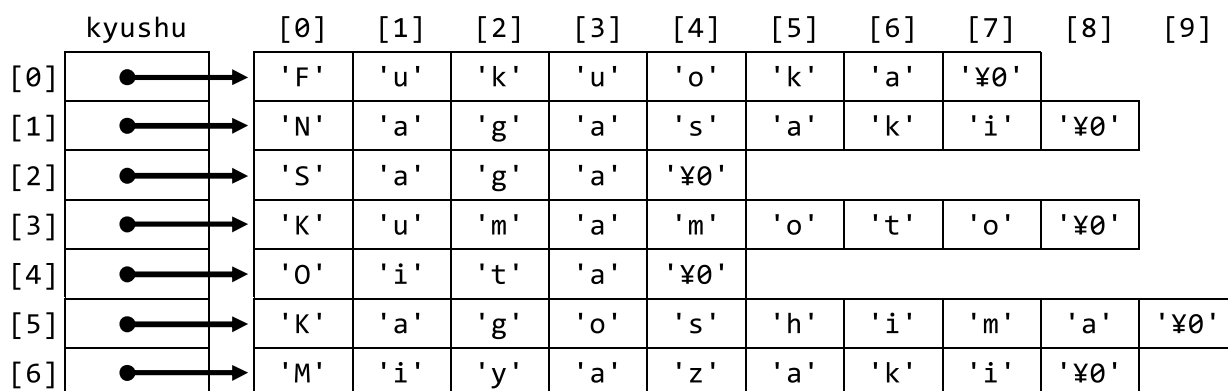 kyushu [0] [1] [2] [3] [4] [5] [6] [7] [8] [9]
[0] 'F' 'u' 'k' 'u' 'o' 'k' 'a' '¥0'
[1] 'N' 'a' 'g' 'a' 's' 'a' 'k' 'i' '¥0'
[2] 'S' 'a' 'g' 'a' '¥0'
[3] 'K' 'u' 'm' 'a' 'm' 'o' 't' 'o' '¥0'
[4] 'O' 'i' 't' 'a' '¥0'
[5] 'K' 'a' 'g' 'o' 's' 'h' 'i' 'm' 'a' '¥0'
[6] 'M' 'i' 'y' 'a' 'z' 'a' 'k' 'i' '¥0'